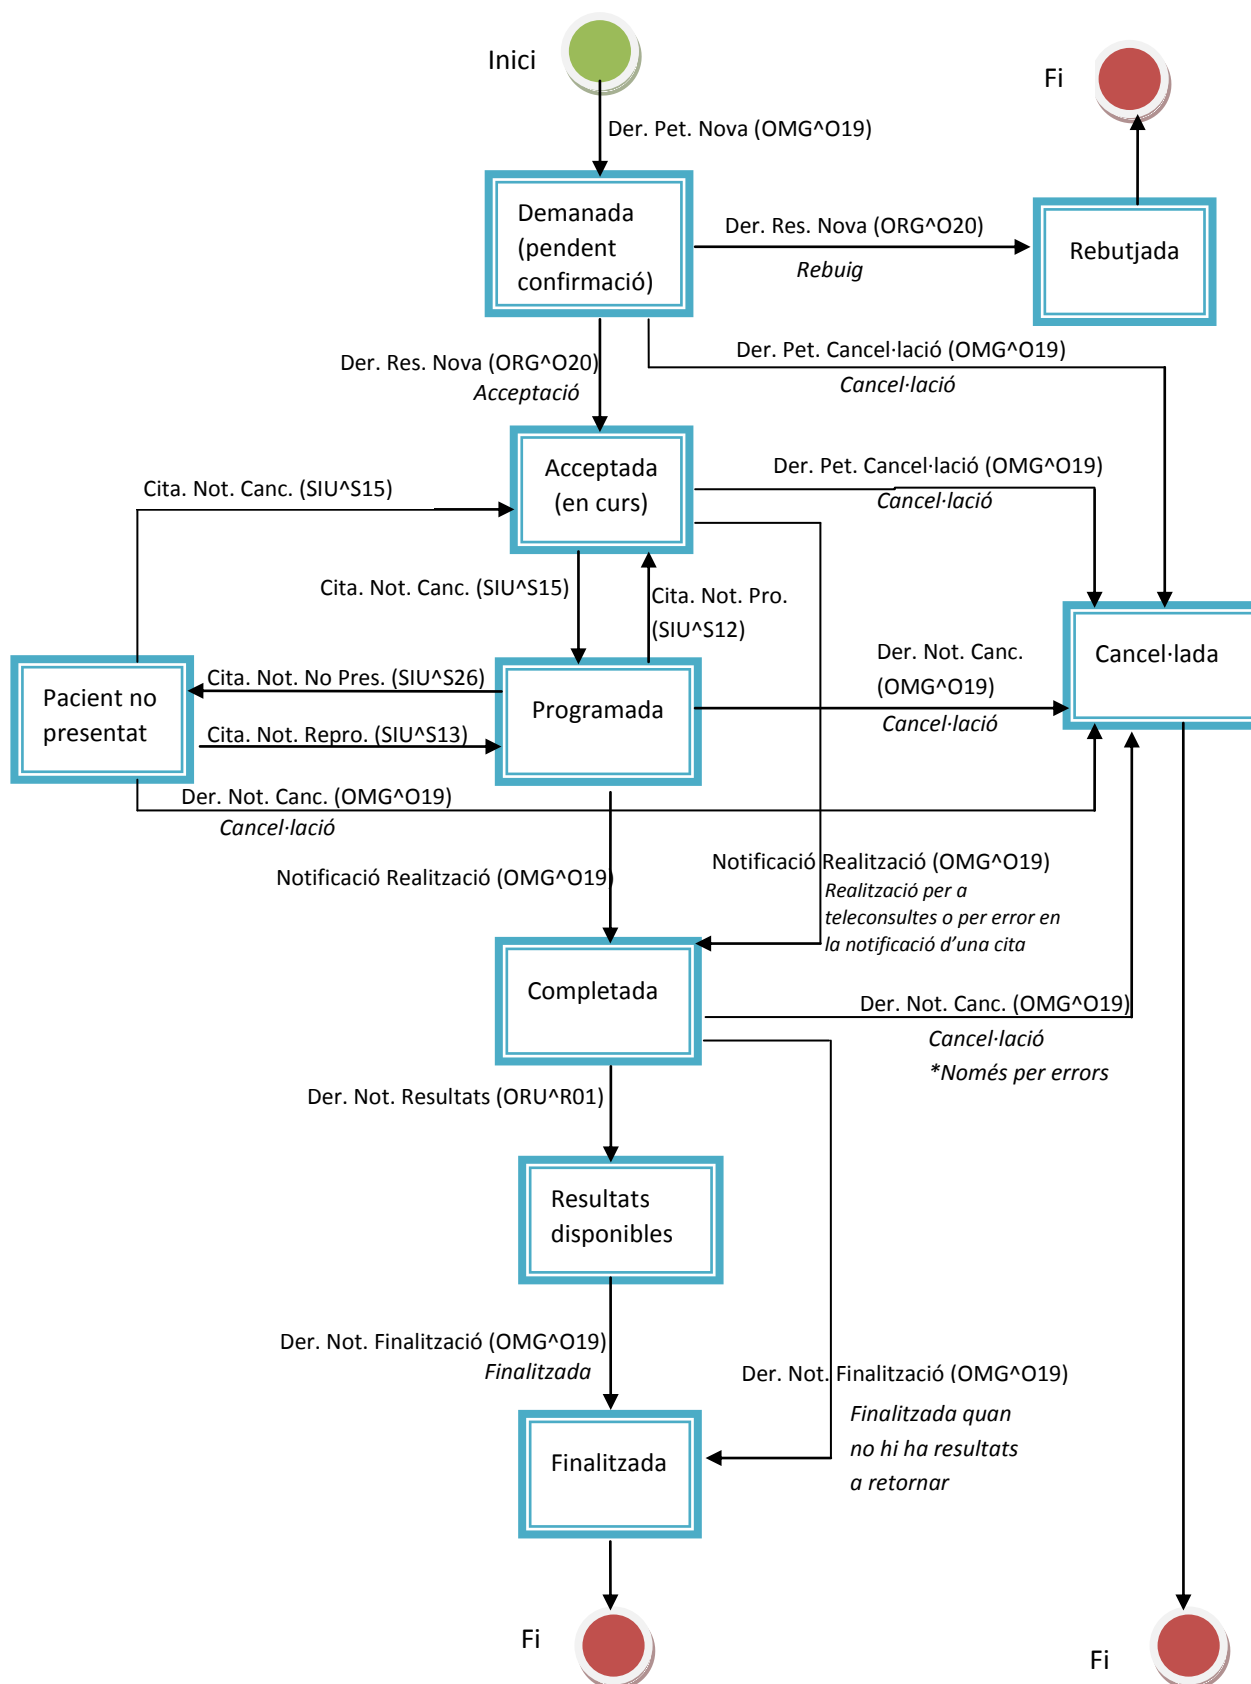 Inici
Fi
Der. Pet. Nova (OMG^O19)
Demanada
(pendent
confirmació)
Der. Res. Nova (ORG^O20)
Rebuig
Rebutjada
Der. Res. Nova (ORG^O20)
Acceptació
Der. Pet. Cancel·lació (OMG^O19)
Cancel·lació
Acceptada
(en curs)
Der. Pet. Cancel·lació (OMG^O19)
Cancel·lació
Cita. Not. Canc. (SIU^S15)
Cita. Not. Canc. (SIU^S15)
Cita. Not. Pro.
(SIU^S12)
Pacient no
presentat
Cita. Not. No Pres. (SIU^S26)
Cita. Not. Repro. (SIU^S13)
Programada
Der. Not. Canc.
(OMG^O19)
Cancel·lació
Cancel·lada
Der. Not. Canc. (OMG^O19)
Cancel·lació
Notificació Realització (OMG^O19)
Notificació Realització (OMG^O19)
Realització per a
teleconsultes o per error en
la notificació d’una cita
Completada
Der. Not. Canc. (OMG^O19)
Cancel·lació
*Només per errors
Der. Not. Resultats (ORU^R01)
Resultats
disponibles
Der. Not. Finalització (OMG^O19)
Finalitzada
Der. Not. Finalització (OMG^O19)
Finalitzada quan
no hi ha resultats
a retornar
Finalitzada
Fi
Fi